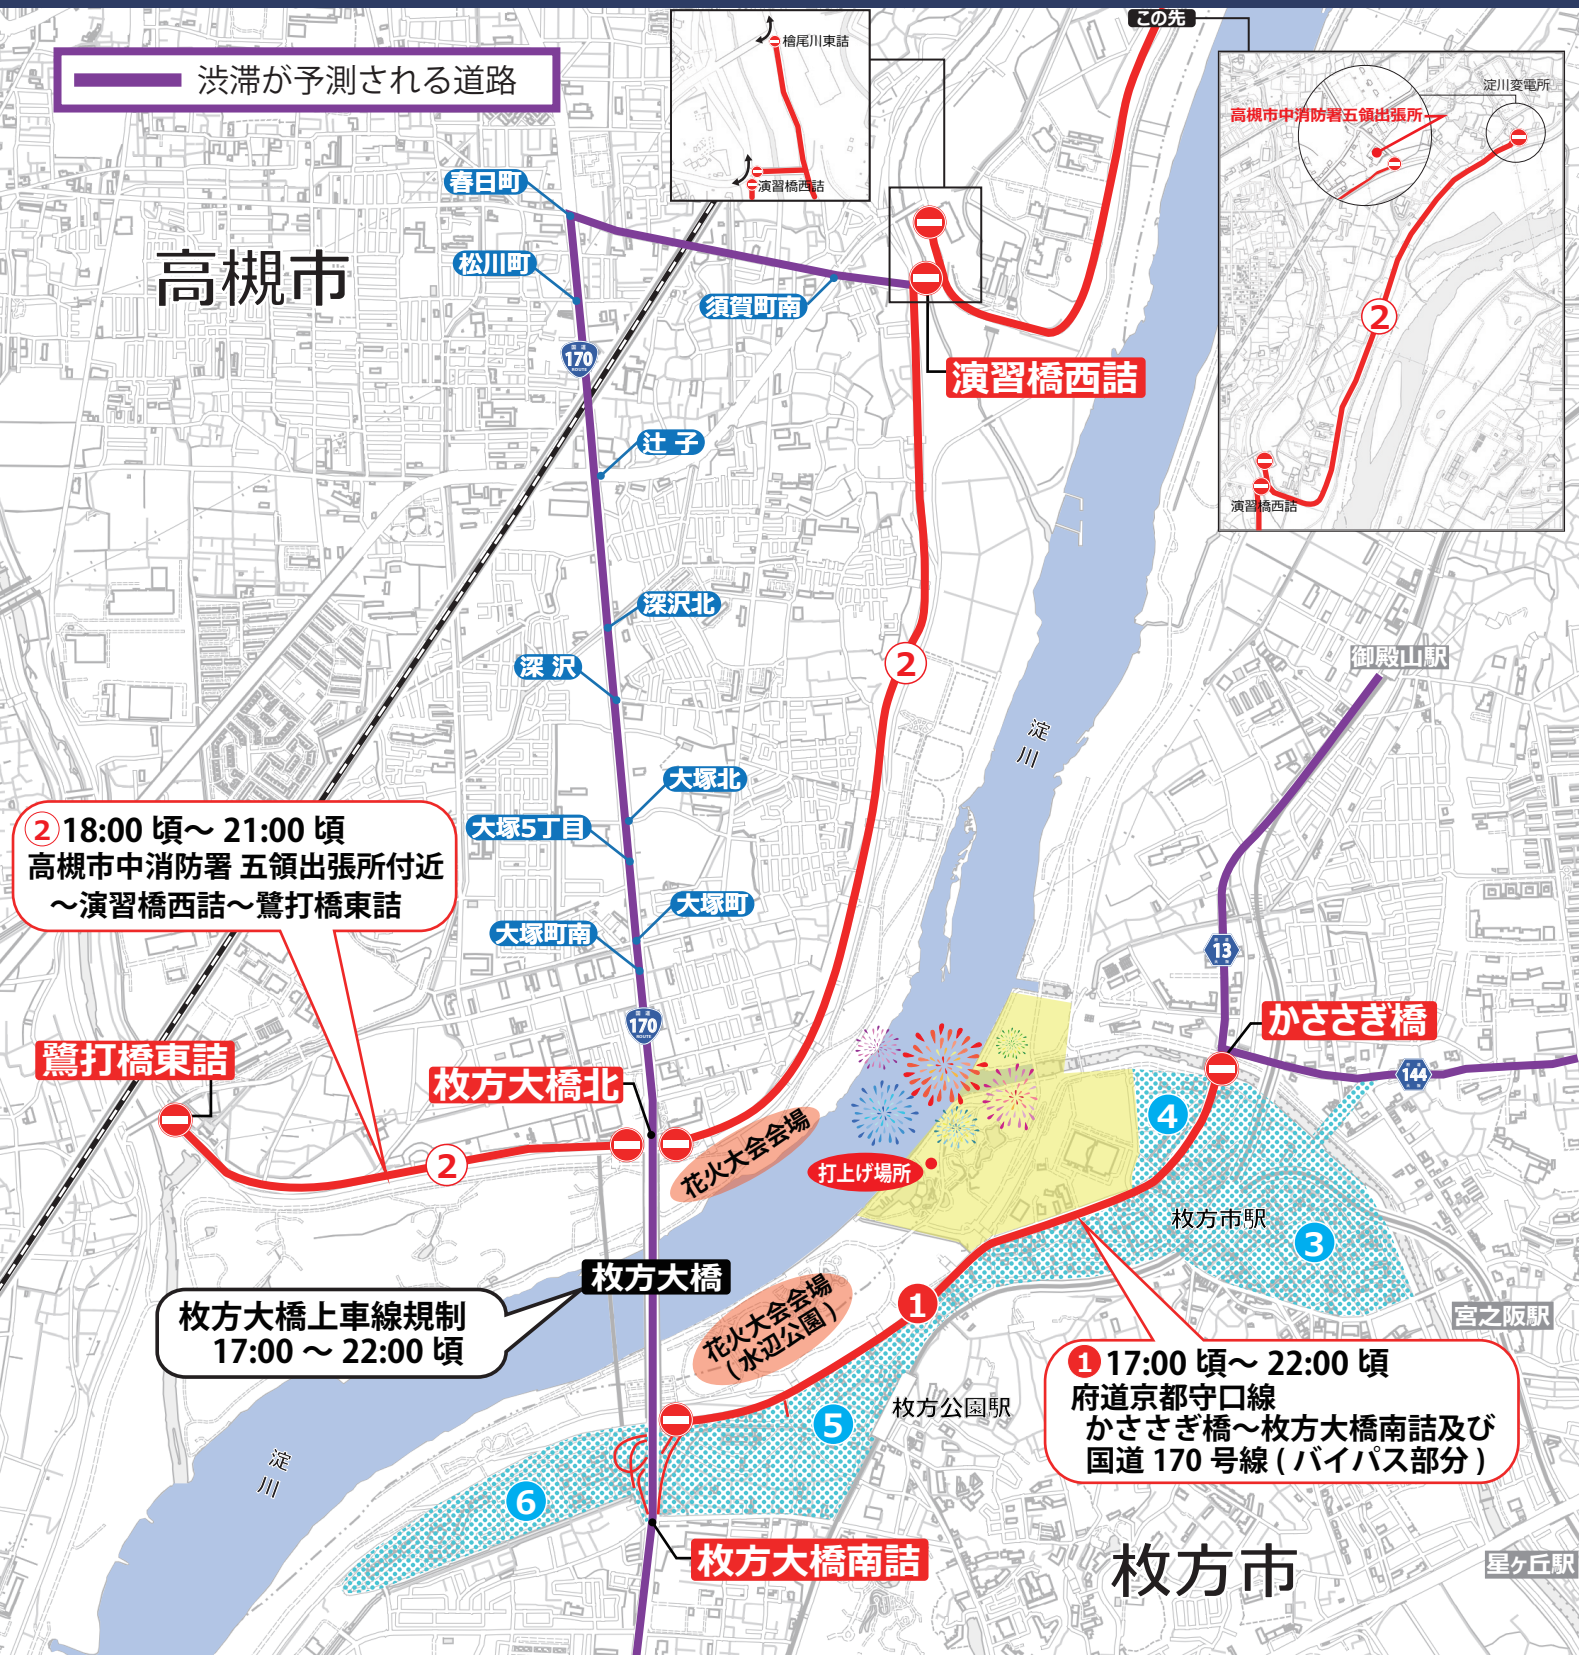 渋滞が予測される道路
この先
檜尾川東詰
演習橋西詰
淀川変電所
高槻市中消防署五領出張所
2
演習橋西詰
春日町
松川町
高槻市
須賀町南
国道
170
ROUTE
演習橋西詰
辻子
深沢北
深沢
2
御殿山駅
淀川
大塚北
大塚5丁目
② 18:00 頃～ 21:00 頃
高槻市中消防署 五領出張所付近
～演習橋西詰～鷺打橋東詰
大塚町
大塚町南
13
国道
170
ROUTE
かささぎ橋
鷺打橋東詰
枚方大橋北
144
4
花火大会会場
打上げ場所
2
枚方市駅
3
枚方大橋
花火大会会場
(水辺公園)
1
宮之阪駅
枚方大橋上車線規制
17:00 ～ 22:00 頃
❶ 17:00 頃～ 22:00 頃
府道京都守口線
かささぎ橋～枚方大橋南詰及び
国道 170 号線 ( バイパス部分 )
枚方公園駅
5
淀川
6
枚方大橋南詰
枚方市
星ヶ丘駅